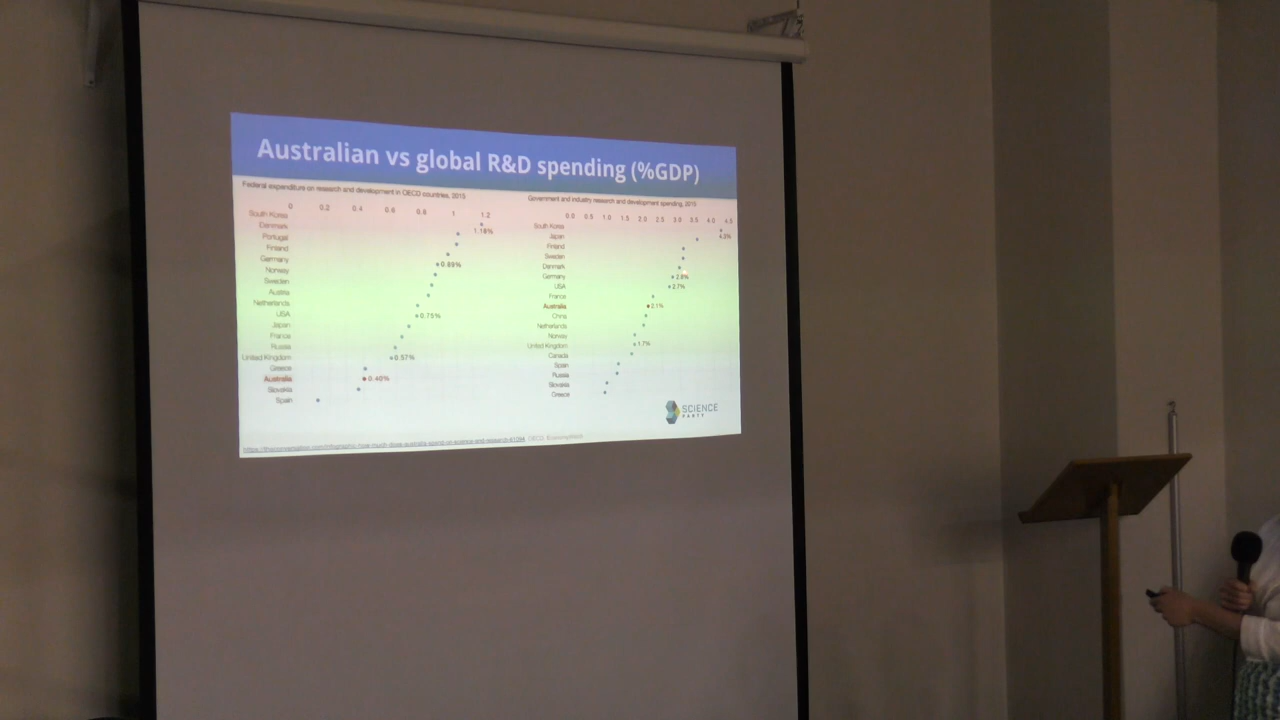 Australian vs global R&D spending (%GDP)
Federal expenditure on research and development in OECD countries, 2015
0 0.2 0.4 0.6 0.8 1 1.2
South Korea
Denmark 1.18%
Portugal
Finland
Germany 0.89%
Norway
Sweden
Austria
Netherlands
USA 0.75%
Japan
France
Russia
United Kingdom 0.57%
Greece
Australia 0.40%
Slovakia
Spain
Government and industry research and development spending, 2015
0.0 0.5 1.0 1.5 2.0 2.5 3.0 3.5 4.0 4.5
South Korea
Japan 4.3%
Finland
Sweden
Denmark
Germany 2.8%
USA 2.7%
France
Australia 2.1%
China
Netherlands
Norway
United Kingdom 1.7%
Canada
Spain
Russia
Slovakia
Greece
SCIENCE
PARTY